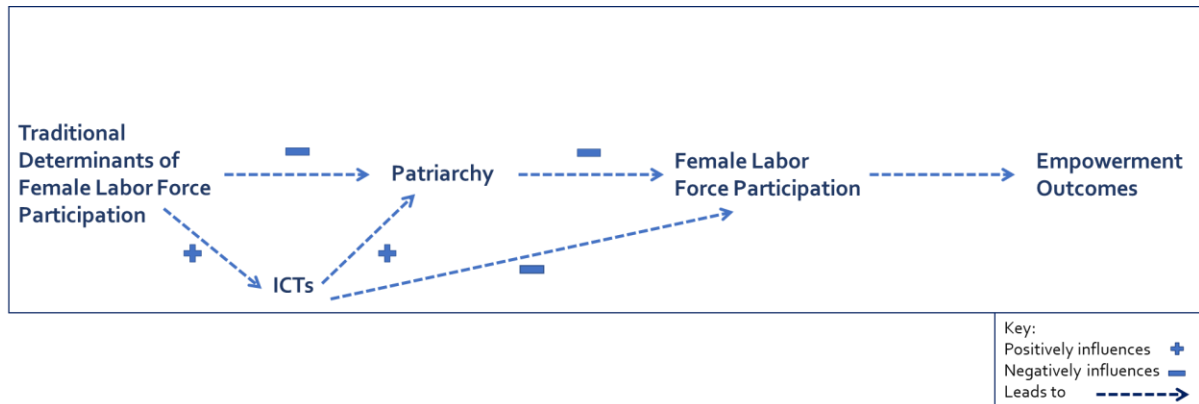 Traditional
Determinants of
Female Labor Force
Participation
Patriarchy
Female Labor
Force Participation
Empowerment
Outcomes
ICTs
Key:
Positively influences
Negatively influences
Leads to